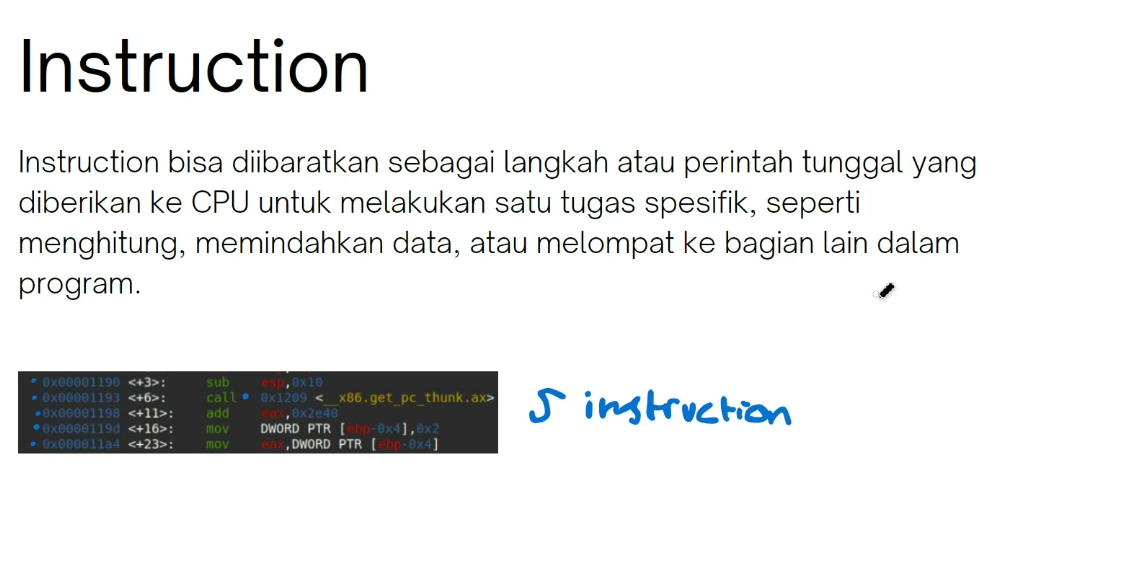 Instruction
Instruction bisa diibaratkan sebagai langkah atau perintah tunggal yang
diberikan ke CPU untuk melakukan satu tugas spesifik, seperti
menghitung, memindahkan data, atau melompat ke bagian lain dalam
program.
0x00001190 <+3>: sub esp,0x10
0x00001193 <+6>: call 0x1209 <__x86.get_pc_thunk.ax>
0x00001198 <+11>: add eax,0x2e40
0x0000119d <+16>: mov DWORD PTR [ebp-0x4],0x2
0x000011a4 <+23>: mov eax,DWORD PTR [ebp-0x4]
5 instruction